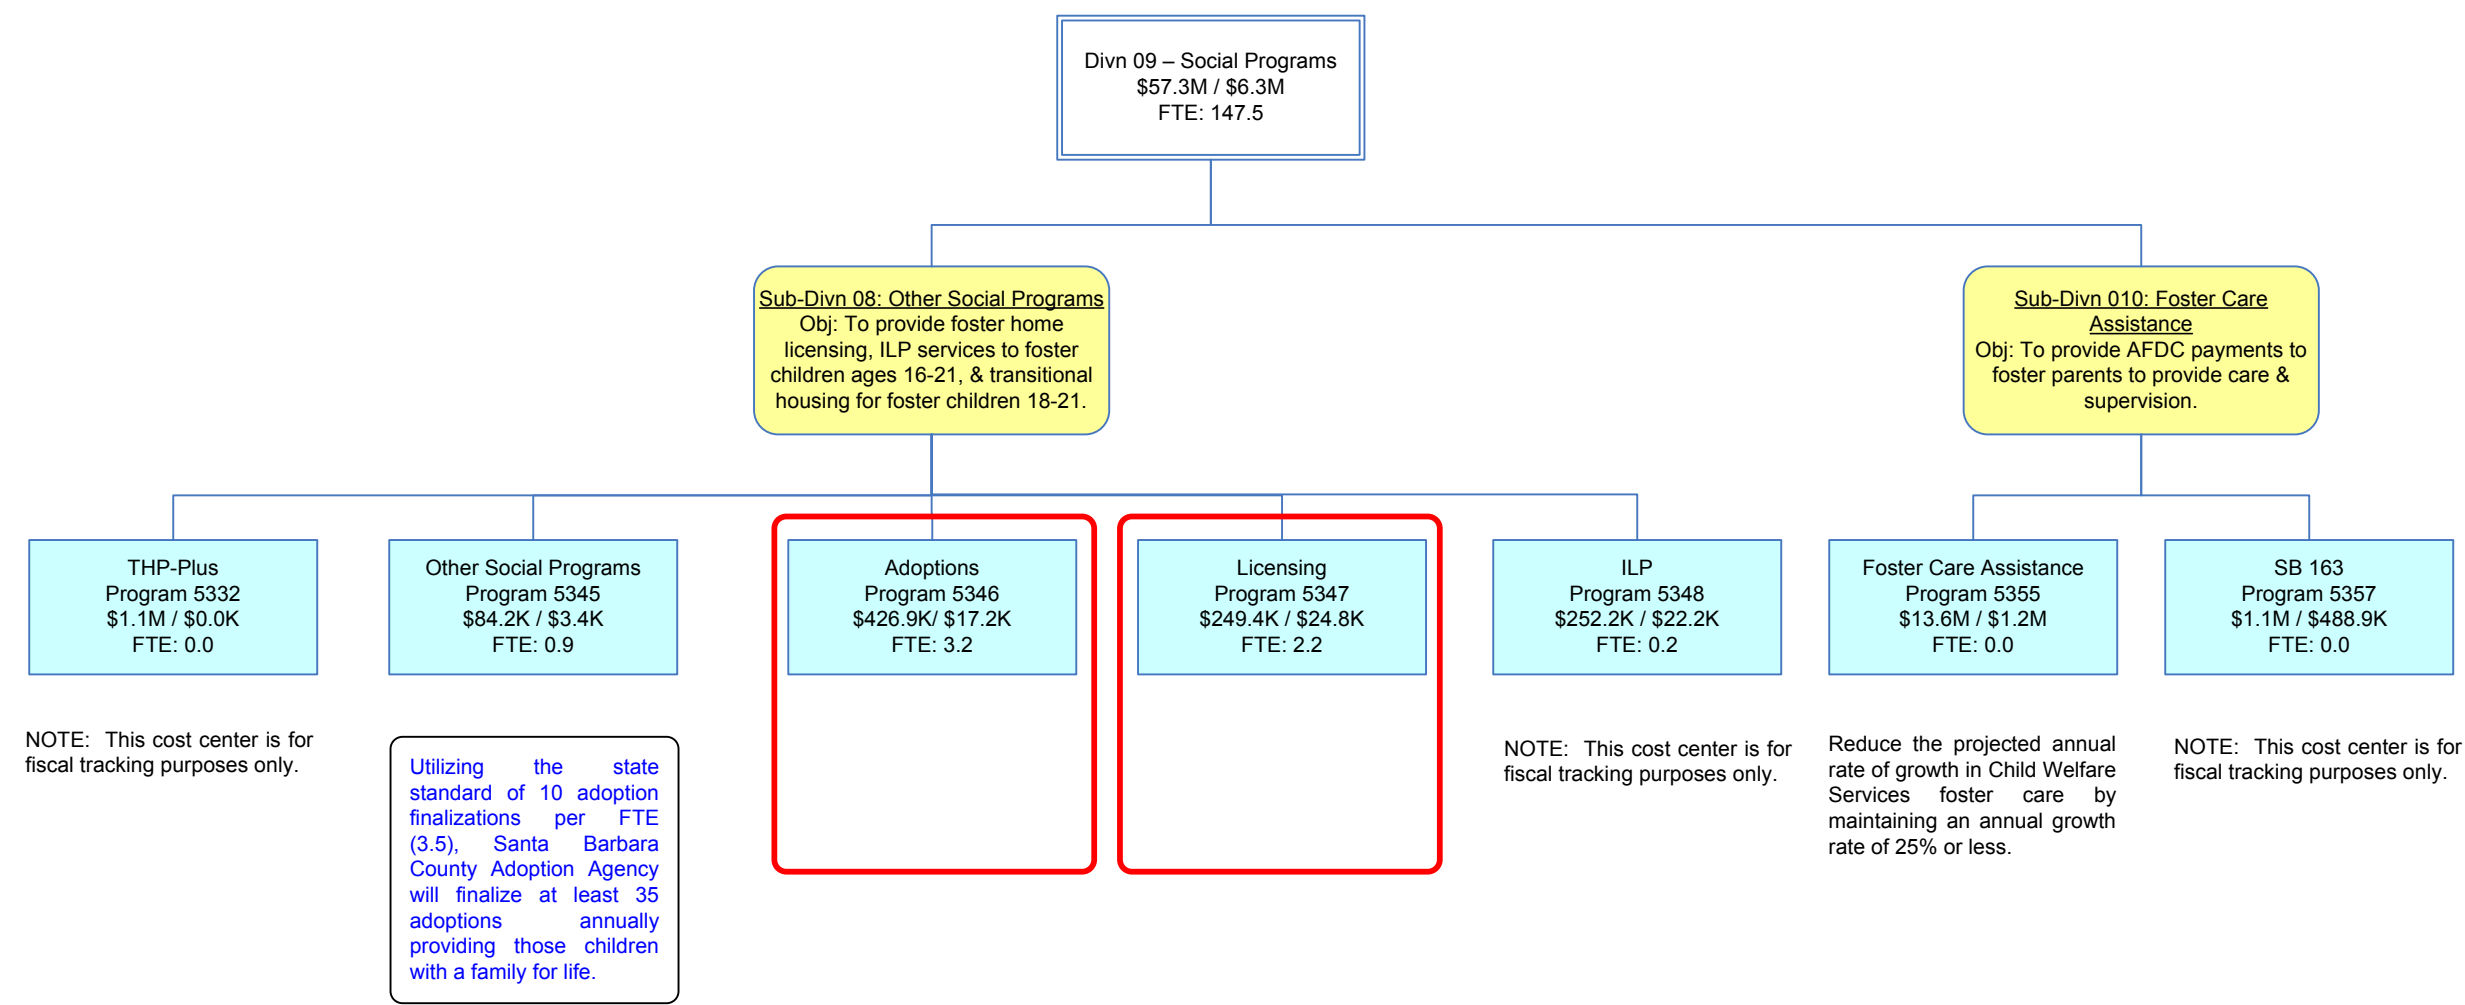 Divn 09 – Social Programs
$57.3M / $6.3M
FTE: 147.5
Sub-Divn 08: Other Social Programs
Obj: To provide foster home
licensing, ILP services to foster
children ages 16-21, & transitional
housing for foster children 18-21.
Sub-Divn 010: Foster Care
Assistance
Obj: To provide AFDC payments to
foster parents to provide care &
supervision.
THP-Plus
Program 5332
$1.1M / $0.0K
FTE: 0.0
Other Social Programs
Program 5345
$84.2K / $3.4K
FTE: 0.9
Adoptions
Program 5346
$426.9K/ $17.2K
FTE: 3.2
Licensing
Program 5347
$249.4K / $24.8K
FTE: 2.2
ILP
Program 5348
$252.2K / $22.2K
FTE: 0.2
Foster Care Assistance
Program 5355
$13.6M / $1.2M
FTE: 0.0
SB 163
Program 5357
$1.1M / $488.9K
FTE: 0.0
NOTE: This cost center is for
fiscal tracking purposes only.
Utilizing the state
standard of 10 adoption
finalizations per FTE
(3.5), Santa Barbara
County Adoption Agency
will finalize at least 35
adoptions annually
providing those children
with a family for life.
NOTE: This cost center is for
fiscal tracking purposes only.
Reduce the projected annual
rate of growth in Child Welfare
Services foster care by
maintaining an annual growth
rate of 25% or less.
NOTE: This cost center is for
fiscal tracking purposes only.